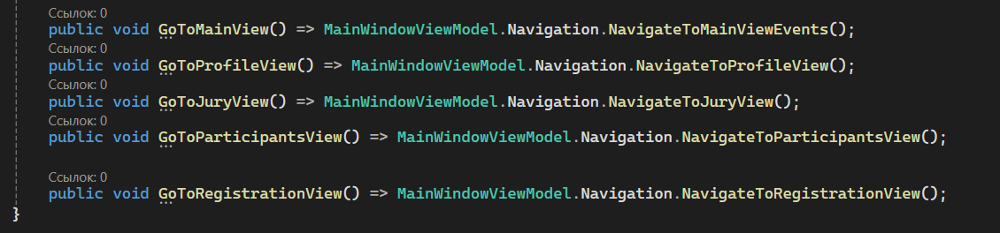 Ссылок: 0
public void GoToMainView() => MainWindowViewModel.Navigation.NavigateToMainViewEvents();
Ссылок: 0
public void GoToProfileView() => MainWindowViewModel.Navigation.NavigateToProfileView();
Ссылок: 0
public void GoToJuryView() => MainWindowViewModel.Navigation.NavigateToJuryView();
Ссылок: 0
public void GoToParticipantsView() => MainWindowViewModel.Navigation.NavigateToParticipantsView();
Ссылок: 0
public void GoToRegistrationView() => MainWindowViewModel.Navigation.NavigateToRegistrationView();
}